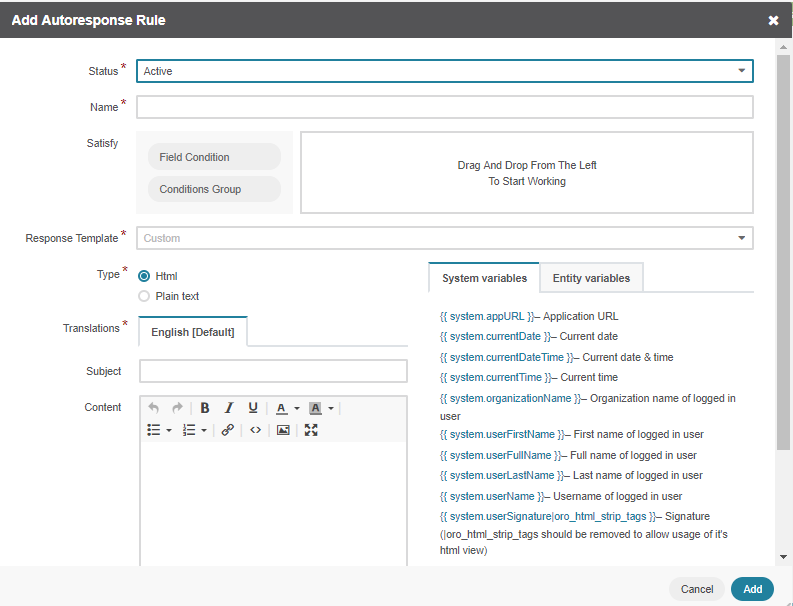 Add Autoresponse Rule
Status *
Active
Name *
Satisfy
Field Condition
Conditions Group
Drag And Drop From The Left
To Start Working
Response Template *
Custom
Type *
Html
Plain text
Translations *
English [Default]
Subject
Content
B I U A A
System variables
Entity variables
{{ system.appURL }}– Application URL
{{ system.currentDate }}– Current date
{{ system.currentDateTime }}– Current date & time
{{ system.currentTime }}– Current time
{{ system.organizationName }}– Organization name of logged in
user
{{ system.userFirstName }}– First name of logged in user
{{ system.userFullName }}– Full name of logged in user
{{ system.userLastName }}– Last name of logged in user
{{ system.userName }}– Username of logged in user
{{ system.userSignature|oro_html_strip_tags }}– Signature
(|oro_html_strip_tags should be removed to allow usage of it's
html view)
Cancel
Add